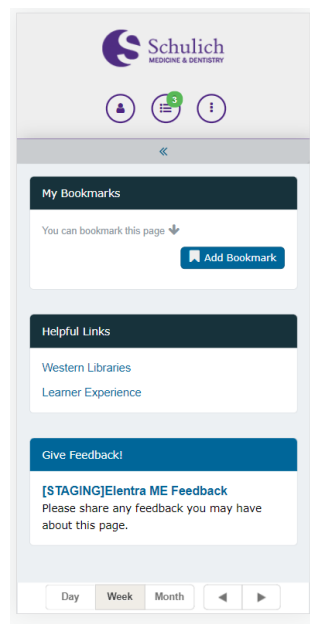 Schulich
MEDICINE & DENTISTRY
3
«
My Bookmarks
You can bookmark this page
Add Bookmark
Helpful Links
Western Libraries
Learner Experience
Give Feedback!
[STAGING]Elentra ME Feedback
Please share any feedback you may have
about this page.
Day Week Month